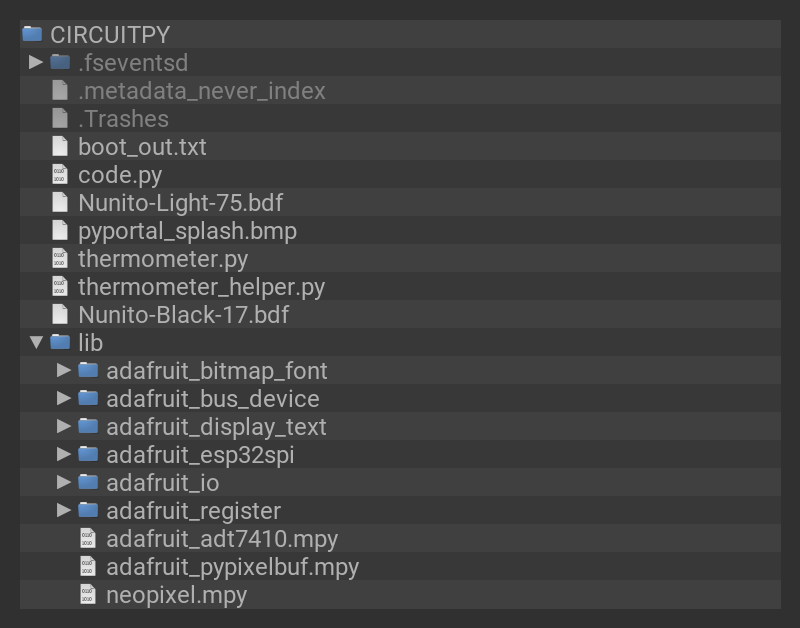 CIRCUITPY
.fseventsd
.metadata_never_index
.Trashes
boot_out.txt
code.py
Nunito-Light-75.bdf
pyportal_splash.bmp
thermometer.py
thermometer_helper.py
Nunito-Black-17.bdf
lib
adafruit_bitmap_font
adafruit_bus_device
adafruit_display_text
adafruit_esp32spi
adafruit_io
adafruit_register
adafruit_adt7410.mpy
adafruit_pypixelbuf.mpy
neopixel.mpy